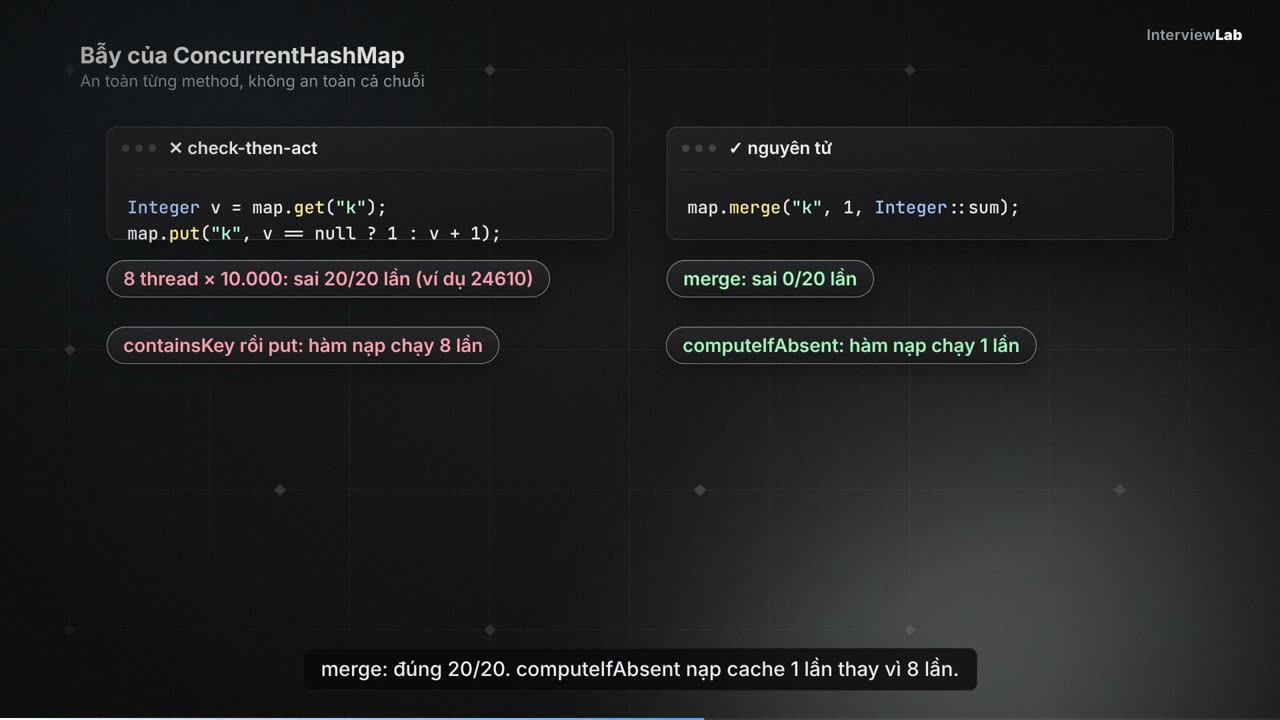 Bẫy của ConcurrentHashMap
An toàn từng method, không an toàn cả chuỗi
InterviewLab
✕ check-then-act
Integer v = map.get("k");
map.put("k", v == null ? 1 : v + 1);
8 thread × 10.000: sai 20/20 lần (ví dụ 24610)
containsKey rồi put: hàm nạp chạy 8 lần
✓ nguyên tử
map.merge("k", 1, Integer::sum);
merge: sai 0/20 lần
computeIfAbsent: hàm nạp chạy 1 lần
merge: đúng 20/20. computeIfAbsent nạp cache 1 lần thay vì 8 lần.